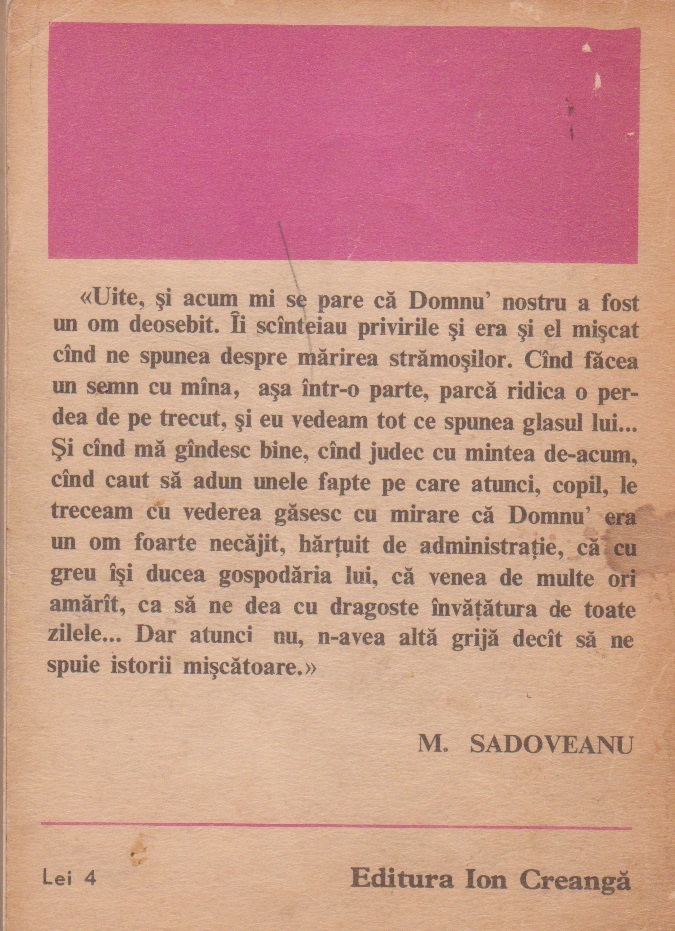 «Uite, şi acum mi se pare că Domnu' nostru a fost
un om deosebit. Îi scînteiau privirile şi era şi el mişcat
cînd ne spunea despre mărirea strămoşilor. Cînd făcea
un semn cu mîna, aşa într-o parte, parcă ridica o per-
dea de pe trecut, şi eu vedeam tot ce spunea glasul lui...
Şi cînd mă gîndesc bine, cînd judec cu mintea de-acum,
cînd caut să adun unele fapte pe care atunci, copil, le
treceam cu vederea găsesc cu mirare că Domnu' era
un om foarte necăjit, hărţuit de administraţie, că cu
greu îşi ducea gospodăria lui, că venea de multe ori
amărît, ca să ne dea cu dragoste învăţătura de toate
zilele... Dar atunci nu, n-avea altă grijă decît să ne
spuie istorii mişcătoare.»
M. SADOVEANU
Lei 4
Editura Ion Creangă